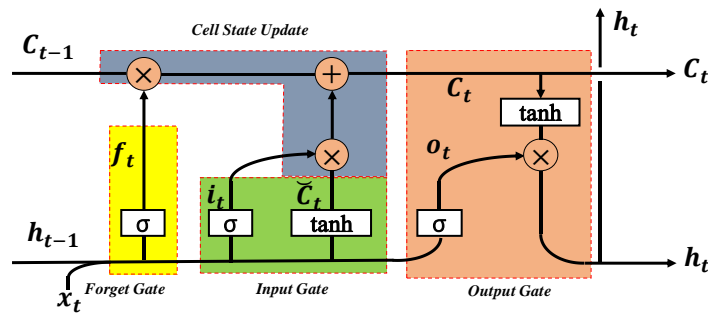 Cell State Update
h_t
C_{t-1}
×
+
C_t
C_t
tanh
f_t
o_t
×
×
i_t
C̆_t
σ
σ
tanh
σ
h_{t-1}
h_t
x_t
Forget Gate
Input Gate
Output Gate